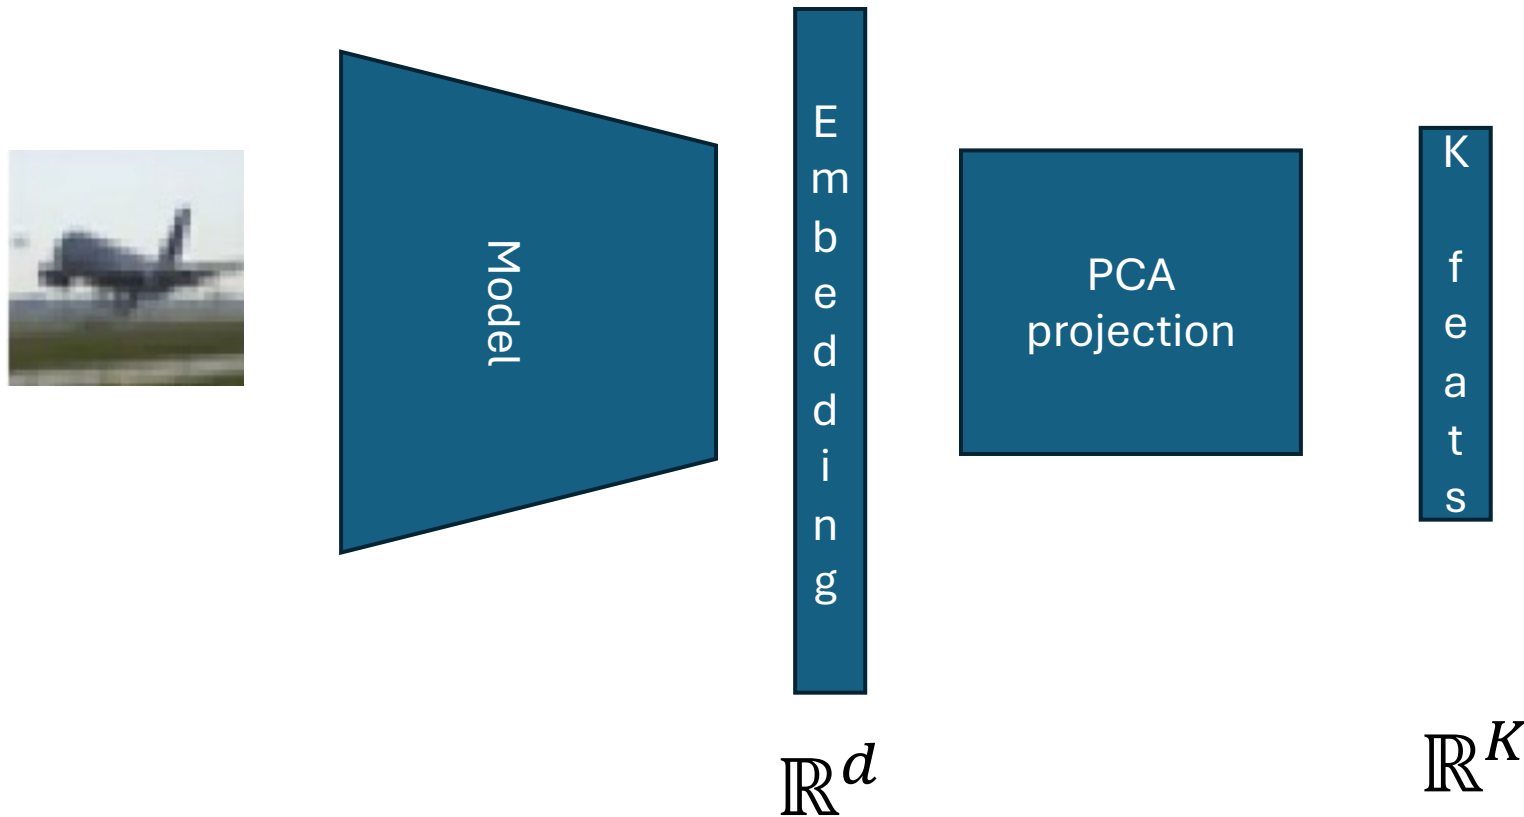 Model
Embedding
PCA
projection
K feats
ℝ^d
ℝ^K